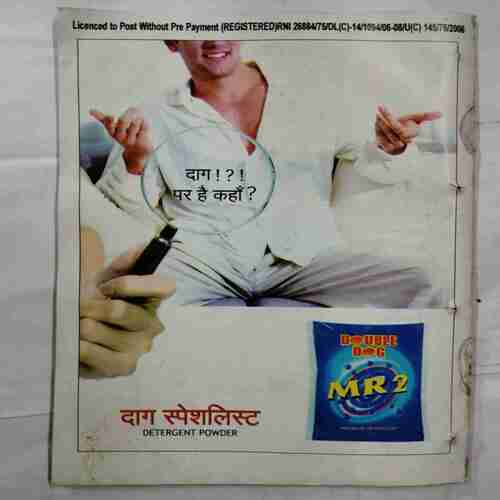 Licenced to Post Without Pre Payment (REGISTERED)RNI 26884/75/DL(C)-14/1094/06-08/U(C) 145/75/2006
दाग ! ? !
पर है कहाँ ?
DOUBLE
DOG
MR2
दाग स्पेशलिस्ट
DETERGENT POWDER